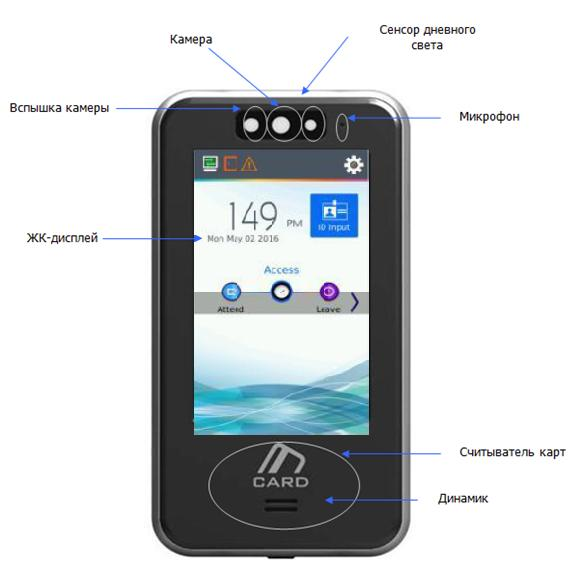 Сенсор дневного
света
Камера
Вспышка камеры
Микрофон
149 PM
ID Input
Mon May 02 2016
ЖК-дисплей
Access
Attend
Leave
Считыватель карт
CARD
Динамик